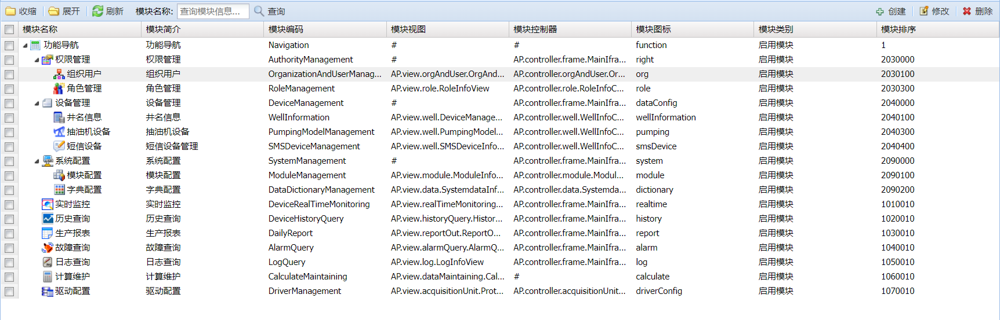 收缩 展开 刷新 模块名称: 查询模块信息... 查询 创建 修改 删除
模块名称 模块简介 模块编码 模块视图 模块控制器 模块图标 模块类别 模块排序
功能导航 功能导航 Navigation # # function 启用模块 1
权限管理 权限管理 AuthorityManagement # AP.controller.frame.MainIfra... right 启用模块 2030000
组织用户 组织用户 OrganizationAndUserManag... AP.view.orgAndUser.OrgAnd... AP.controller.orgAndUser.Or... org 启用模块 2030100
角色管理 角色管理 RoleManagement AP.view.role.RoleInfoView AP.controller.role.RoleInfoC... role 启用模块 2030300
设备管理 设备管理 DeviceManagement # AP.controller.frame.MainIfra... dataConfig 启用模块 2040000
井名信息 井名信息 WellInformation AP.view.well.DeviceManage... AP.controller.well.WellInfoC... wellInformation 启用模块 2040100
抽油机设备 抽油机设备 PumpingModelManagement AP.view.well.PumpingModel... AP.controller.well.WellInfoC... pumping 启用模块 2040300
短信设备 短信设备管理 SMSDeviceManagement AP.view.well.SMSDeviceInfo... AP.controller.well.WellInfoC... smsDevice 启用模块 2040400
系统配置 系统配置 SystemManagement # AP.controller.frame.MainIfra... system 启用模块 2090000
模块配置 模块配置 ModuleManagement AP.view.module.ModuleInfo... AP.controller.module.Modul... module 启用模块 2090100
字典配置 字典配置 DataDictionaryManagement AP.view.data.SystemdataInf... AP.controller.data.Systemda... dictionary 启用模块 2090200
实时监控 实时监控 DeviceRealTimeMonitoring AP.view.realTimeMonitoring... AP.controller.frame.MainIfra... realtime 启用模块 1010010
历史查询 历史查询 DeviceHistoryQuery AP.view.historyQuery.Histor... AP.controller.frame.MainIfra... history 启用模块 1020010
生产报表 生产报表 DailyReport AP.view.reportOut.ReportO... AP.controller.frame.MainIfra... report 启用模块 1030010
故障查询 故障查询 AlarmQuery AP.view.alarmQuery.AlarmQ... AP.controller.frame.MainIfra... alarm 启用模块 1040010
日志查询 日志查询 LogQuery AP.view.log.LogInfoView AP.controller.frame.MainIfra... log 启用模块 1050010
计算维护 计算维护 CalculateMaintaining AP.view.dataMaintaining.Cal... # calculate 启用模块 1060010
驱动配置 驱动配置 DriverManagement AP.view.acquisitionUnit.Prot... AP.controller.acquisitionUnit... driverConfig 启用模块 1070010